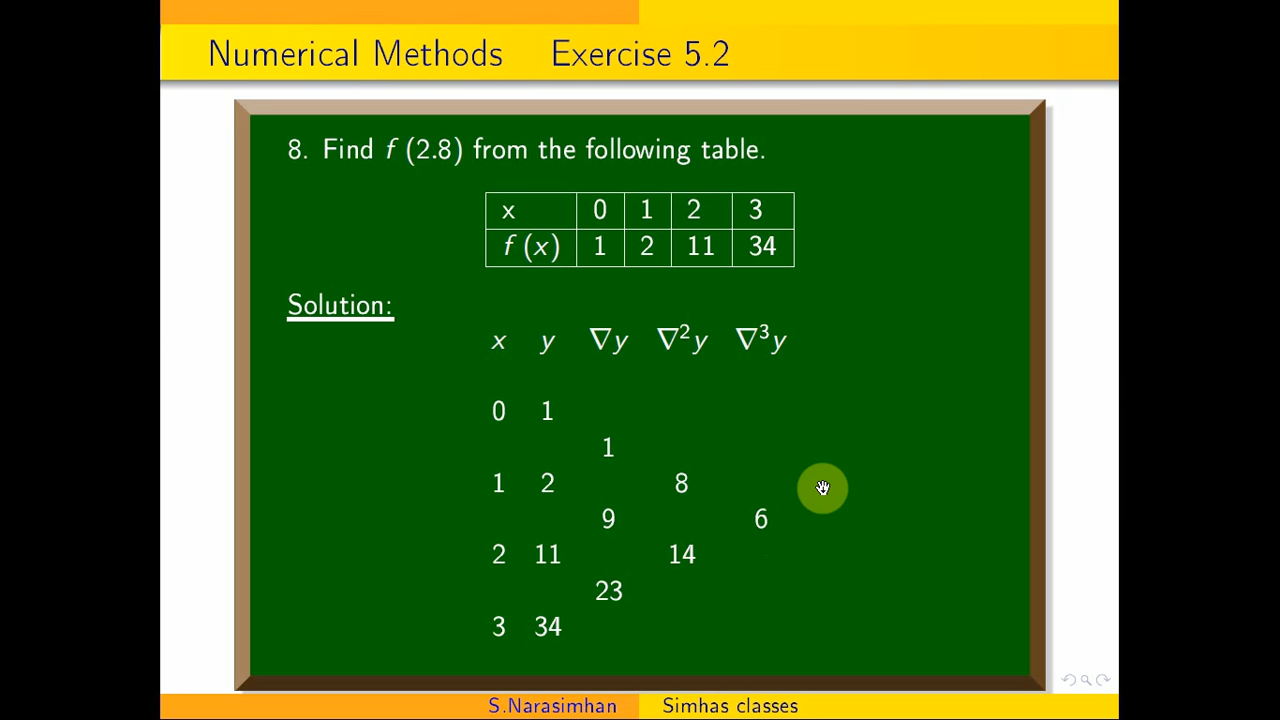 Numerical Methods Exercise 5.2
8. Find f (2.8) from the following table.
x 0 1 2 3
f (x) 1 2 11 34
Solution:
x y ∇y ∇²y ∇³y
0 1
1
1 2 8
9 6
2 11 14
23
3 34
S.Narasimhan Simhas classes